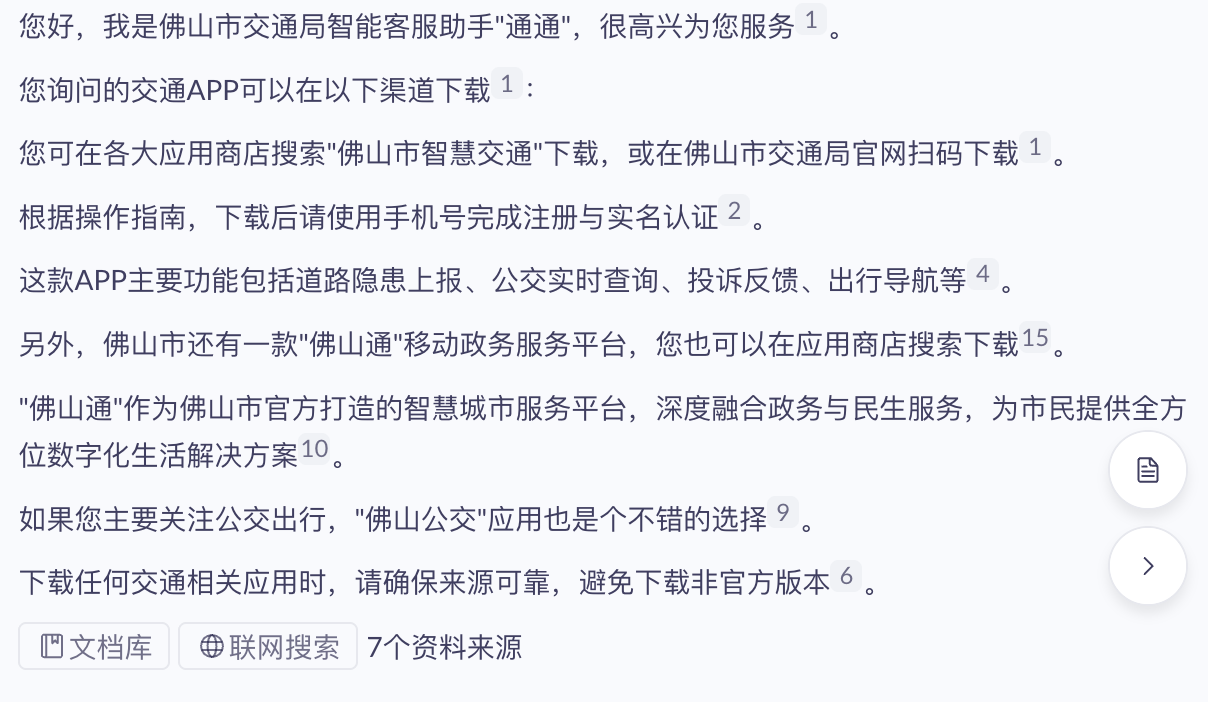 您好，我是佛山市交通局智能客服助手"通通"，很高兴为您服务1。
您询问的交通APP可以在以下渠道下载1：
您可在各大应用商店搜索"佛山市智慧交通"下载，或在佛山市交通局官网扫码下载1。
根据操作指南，下载后请使用手机号完成注册与实名认证2。
这款APP主要功能包括道路隐患上报、公交实时查询、投诉反馈、出行导航等4。
另外，佛山市还有一款"佛山通"移动政务服务平台，您也可以在应用商店搜索下载15。
"佛山通"作为佛山市官方打造的智慧城市服务平台，深度融合政务与民生服务，为市民提供全方
位数字化生活解决方案10。
如果您主要关注公交出行，"佛山公交"应用也是个不错的选择9。
下载任何交通相关应用时，请确保来源可靠，避免下载非官方版本6。
文档库 联网搜索 7个资料来源